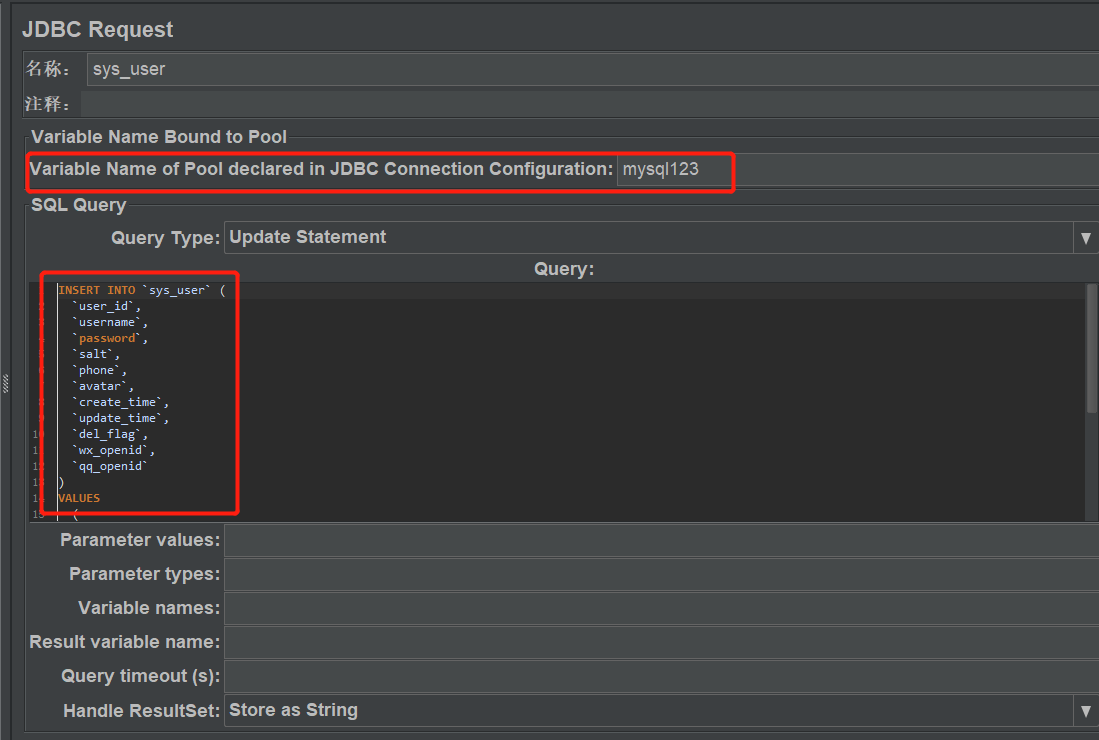 JDBC Request
名称： sys_user
注释：
Variable Name Bound to Pool
Variable Name of Pool declared in JDBC Connection Configuration: mysql123
SQL Query
Query Type: Update Statement
Query:
INSERT INTO `sys_user` (
`user_id`,
`username`,
`password`,
`salt`,
`phone`,
`avatar`,
`create_time`,
`update_time`,
`del_flag`,
`wx_openid`,
`qq_openid`
)
VALUES
(
Parameter values:
Parameter types:
Variable names:
Result variable name:
Query timeout (s):
Handle ResultSet: Store as String